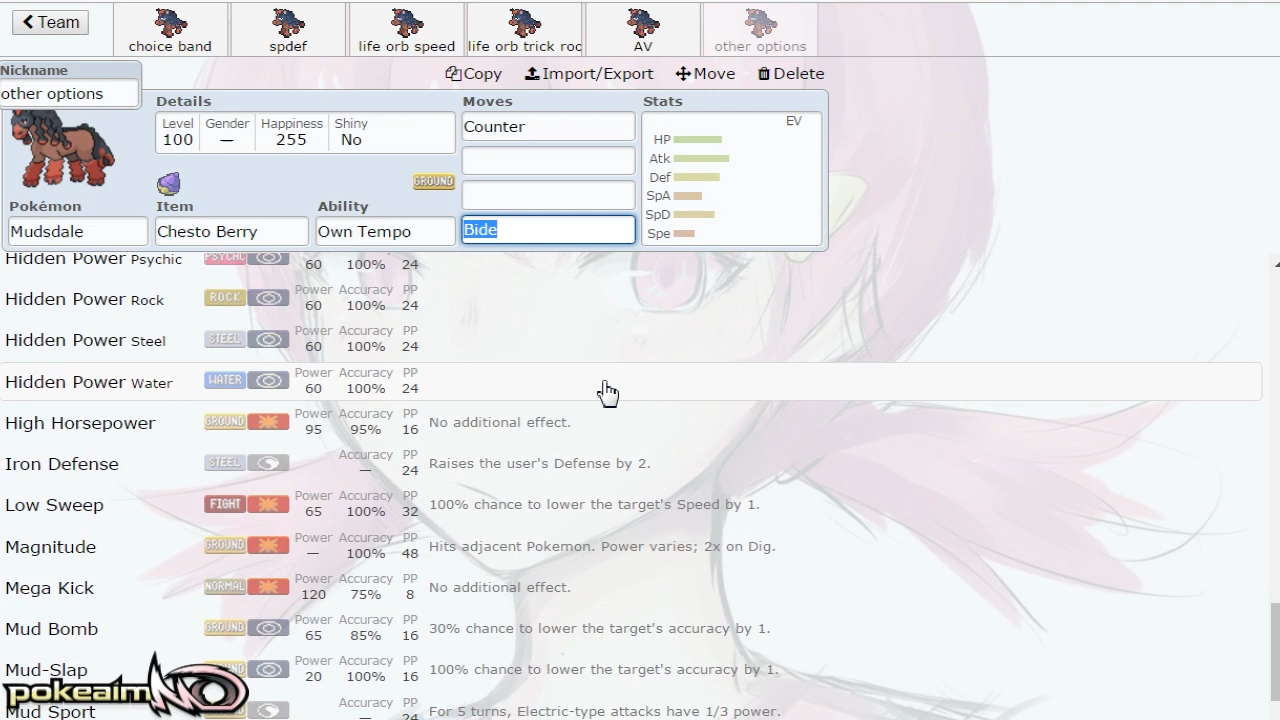 Team
choice band
spdef
life orb speed
life orb trick roo
AV
other options
Copy
Import/Export
Move
Delete
Nickname
other options
Details
Level
100
Gender
—
Happiness
255
Shiny
No
GROUND
Pokémon
Mudsdale
Item
Chesto Berry
Ability
Own Tempo
Moves
Counter
Bide
Stats
EV
HP
Atk
Def
SpA
SpD
Spe
Hidden Power Psychic PSYCHC 60 100% 24
Hidden Power Rock ROCK Power 60 Accuracy 100% PP 24
Hidden Power Steel STEEL Power 60 Accuracy 100% PP 24
Hidden Power Water WATER Power 60 Accuracy 100% PP 24
High Horsepower GROUND Power 95 Accuracy 95% PP 16 No additional effect.
Iron Defense STEEL Accuracy — PP 24 Raises the user's Defense by 2.
Low Sweep FIGHT Power 65 Accuracy 100% PP 32 100% chance to lower the target's Speed by 1.
Magnitude GROUND Power — Accuracy 100% PP 48 Hits adjacent Pokemon. Power varies; 2x on Dig.
Mega Kick NORMAL Power 120 Accuracy 75% PP 8 No additional effect.
Mud Bomb GROUND Power 65 Accuracy 85% PP 16 30% chance to lower the target's accuracy by 1.
Mud-Slap GROUND Power 20 Accuracy 100% PP 16 100% chance to lower the target's accuracy by 1.
Mud Sport Accuracy — PP 24 For 5 turns, Electric-type attacks have 1/3 power.
pokeaimMD